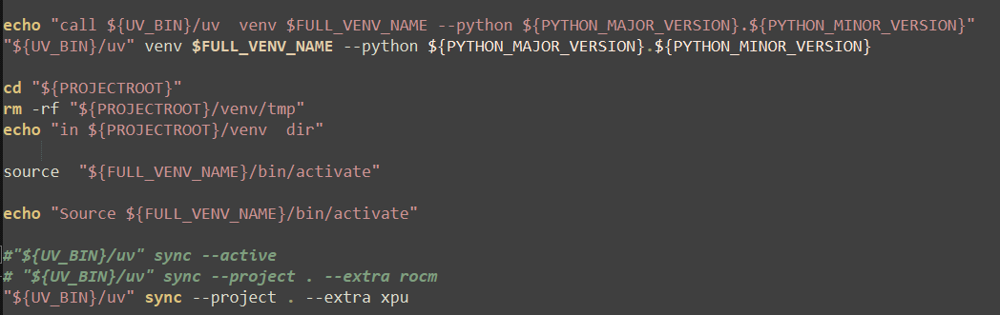 echo "call ${UV_BIN}/uv  venv $FULL_VENV_NAME --python ${PYTHON_MAJOR_VERSION}.${PYTHON_MINOR_VERSION}"
"${UV_BIN}/uv" venv $FULL_VENV_NAME --python ${PYTHON_MAJOR_VERSION}.${PYTHON_MINOR_VERSION}
cd "${PROJECTROOT}"
rm -rf "${PROJECTROOT}/venv/tmp"
echo "in ${PROJECTROOT}/venv  dir"
source  "${FULL_VENV_NAME}/bin/activate"
echo "Source ${FULL_VENV_NAME}/bin/activate"
#"${UV_BIN}/uv" sync --active
# "${UV_BIN}/uv" sync --project . --extra rocm
"${UV_BIN}/uv" sync --project . --extra xpu